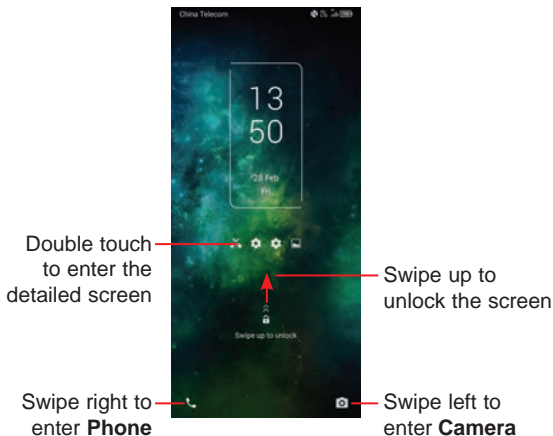 China Telecom
13
50
28 Feb
Fri
Double touch
to enter the
detailed screen
Swipe up to
unlock the screen
Swipe up to unlock
Swipe right to
enter Phone
Swipe left to
enter Camera